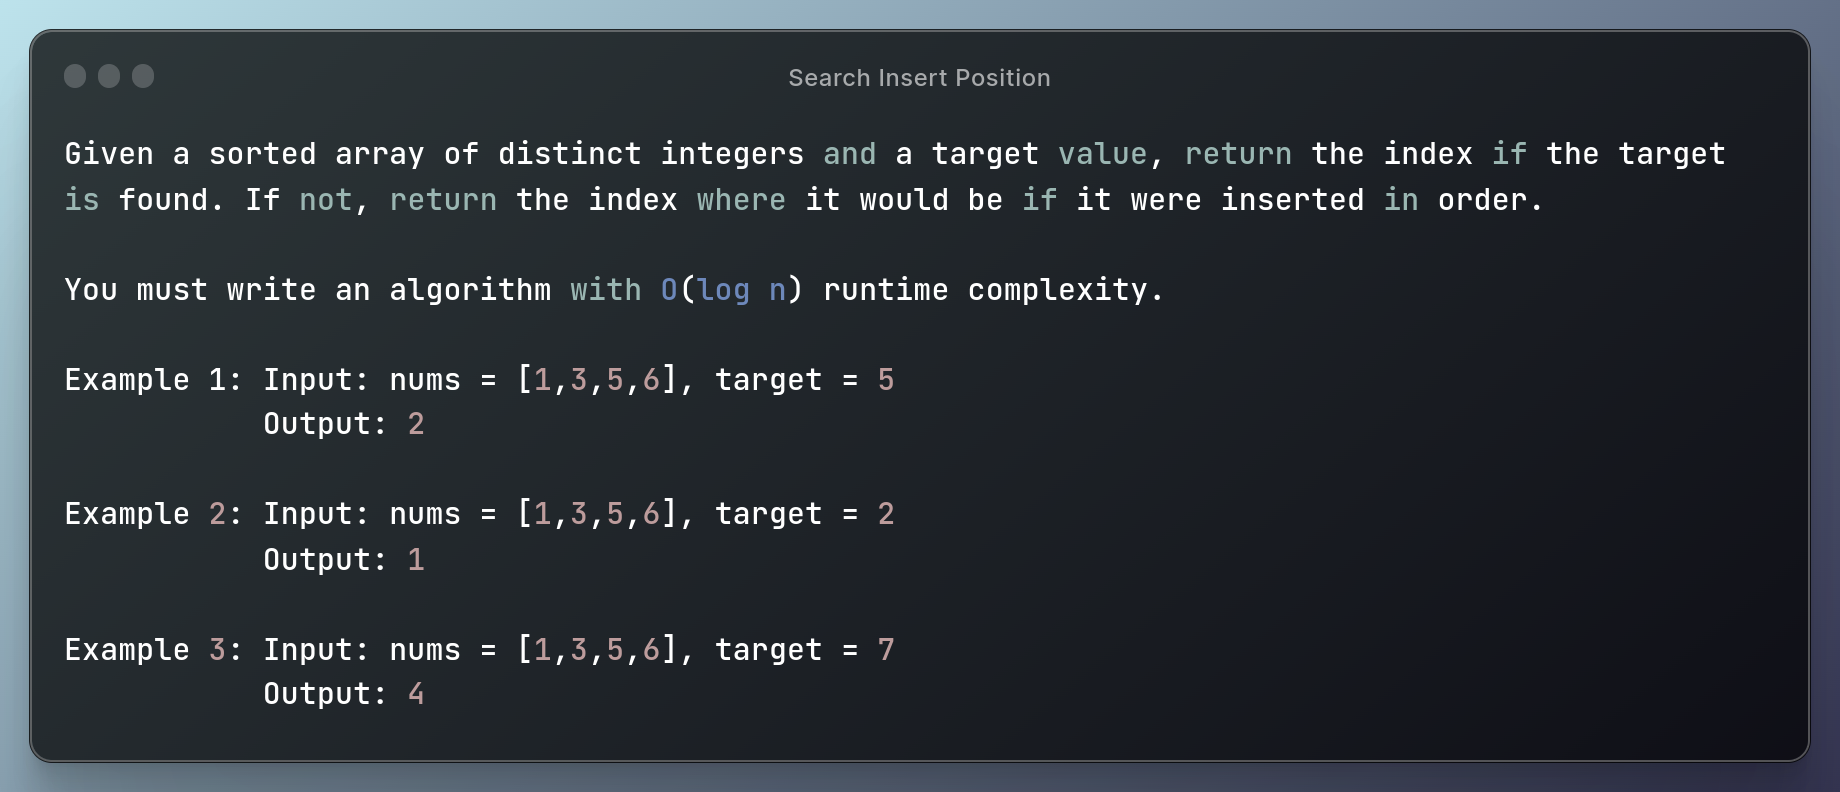 Search Insert Position
Given a sorted array of distinct integers and a target value, return the index if the target
is found. If not, return the index where it would be if it were inserted in order.
You must write an algorithm with O(log n) runtime complexity.
Example 1: Input: nums = [1,3,5,6], target = 5
Output: 2
Example 2: Input: nums = [1,3,5,6], target = 2
Output: 1
Example 3: Input: nums = [1,3,5,6], target = 7
Output: 4